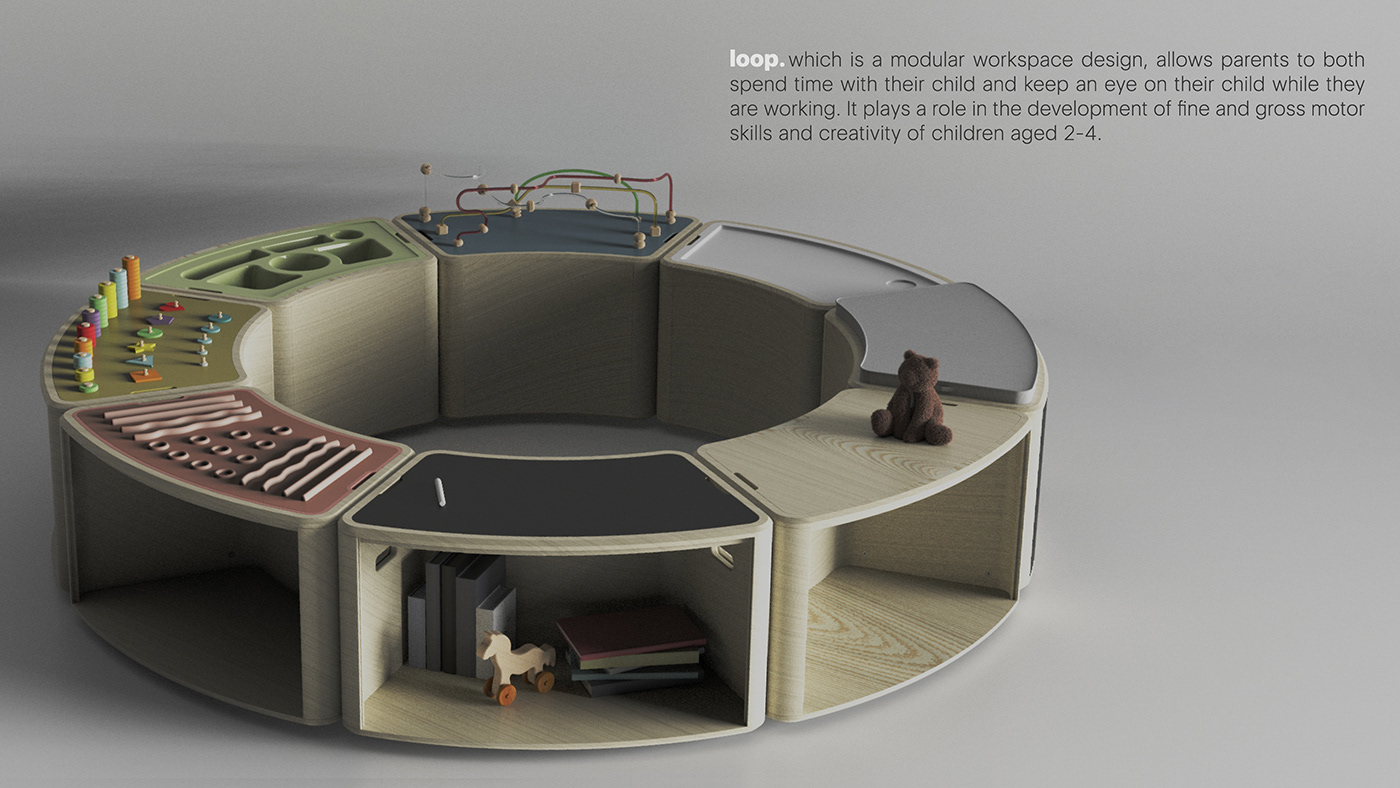 loop. which is a modular workspace design, allows parents to both
spend time with their child and keep an eye on their child while they
are working. It plays a role in the development of fine and gross motor
skills and creativity of children aged 2-4.